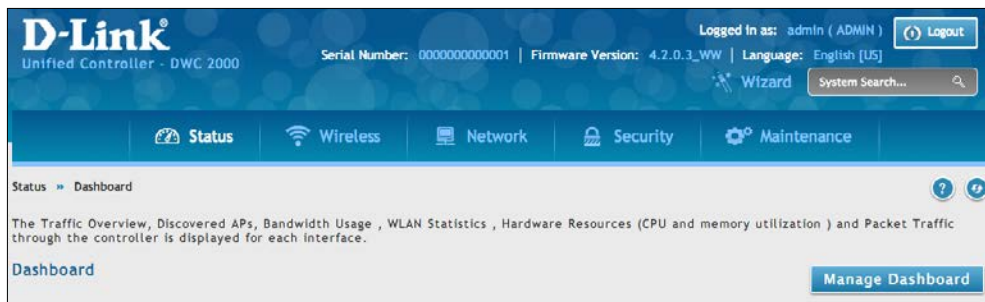 D-Link®
Unified Controller - DWC 2000
Logged in as: admin ( ADMIN ) Logout
Serial Number: 0000000000001 | Firmware Version: 4.2.0.3_WW | Language: English [US]
Wizard System Search...
Status Wireless Network Security Maintenance
Status » Dashboard
?
The Traffic Overview, Discovered APs, Bandwidth Usage , WLAN Statistics , Hardware Resources (CPU and memory utilization ) and Packet Traffic
through the controller is displayed for each interface.
Dashboard
Manage Dashboard